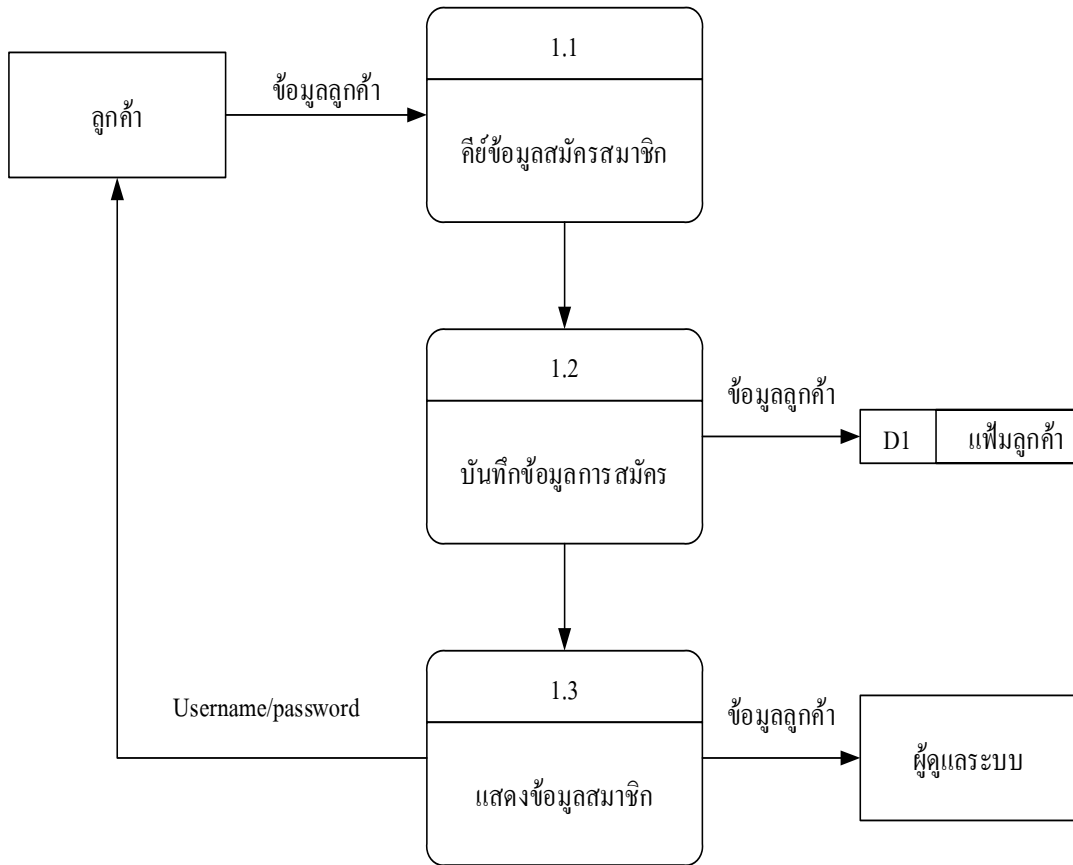 1.1
ข้อมูลลูกค้า
ลูกค้า
คีย์ข้อมูลสมัครสมาชิก
1.2
ข้อมูลลูกค้า
D1 แฟ้มลูกค้า
บันทึกข้อมูลการสมัคร
1.3
Username/password
ข้อมูลลูกค้า
ผู้ดูแลระบบ
แสดงข้อมูลสมาชิก